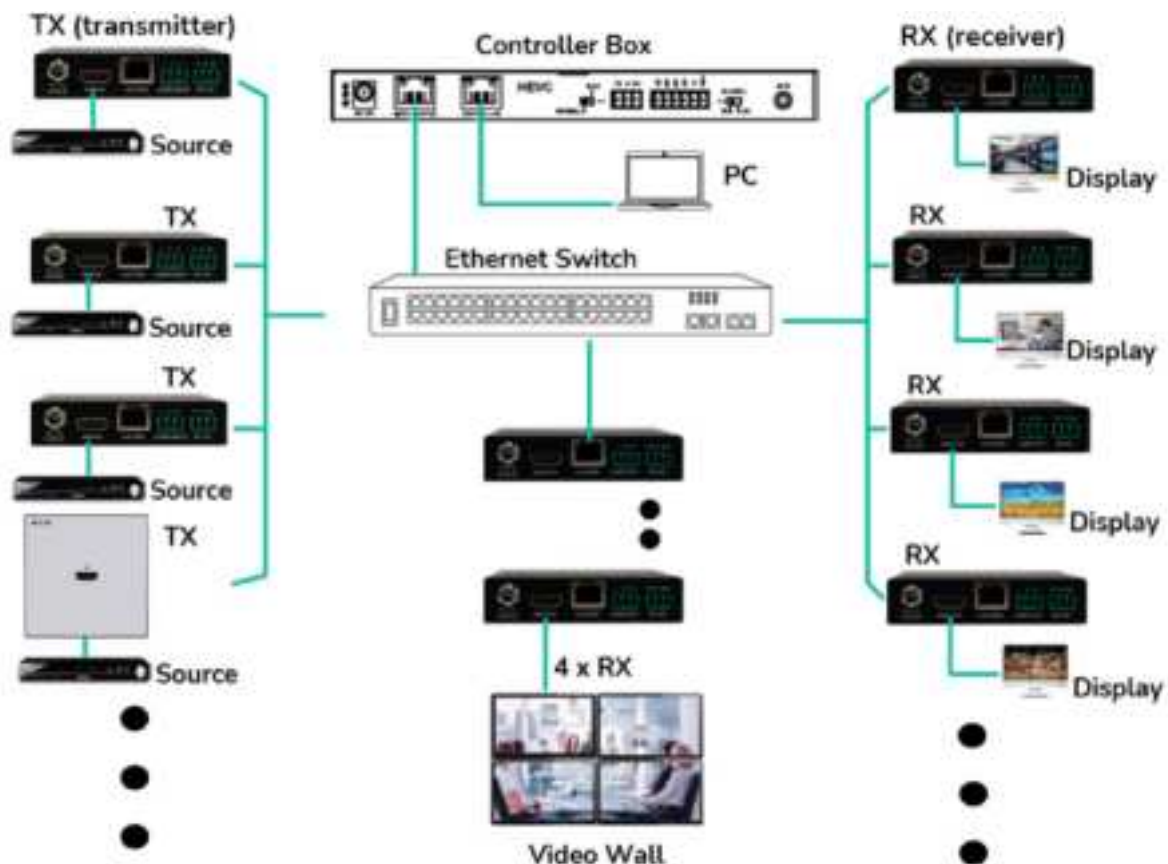 TX (transmitter)
Controller Box
RX (receiver)
HEVC
Source
PC
Display
TX
RX
Ethernet Switch
Source
Display
TX
RX
Source
Display
TX
RX
4 x RX
Source
Display
Video Wall